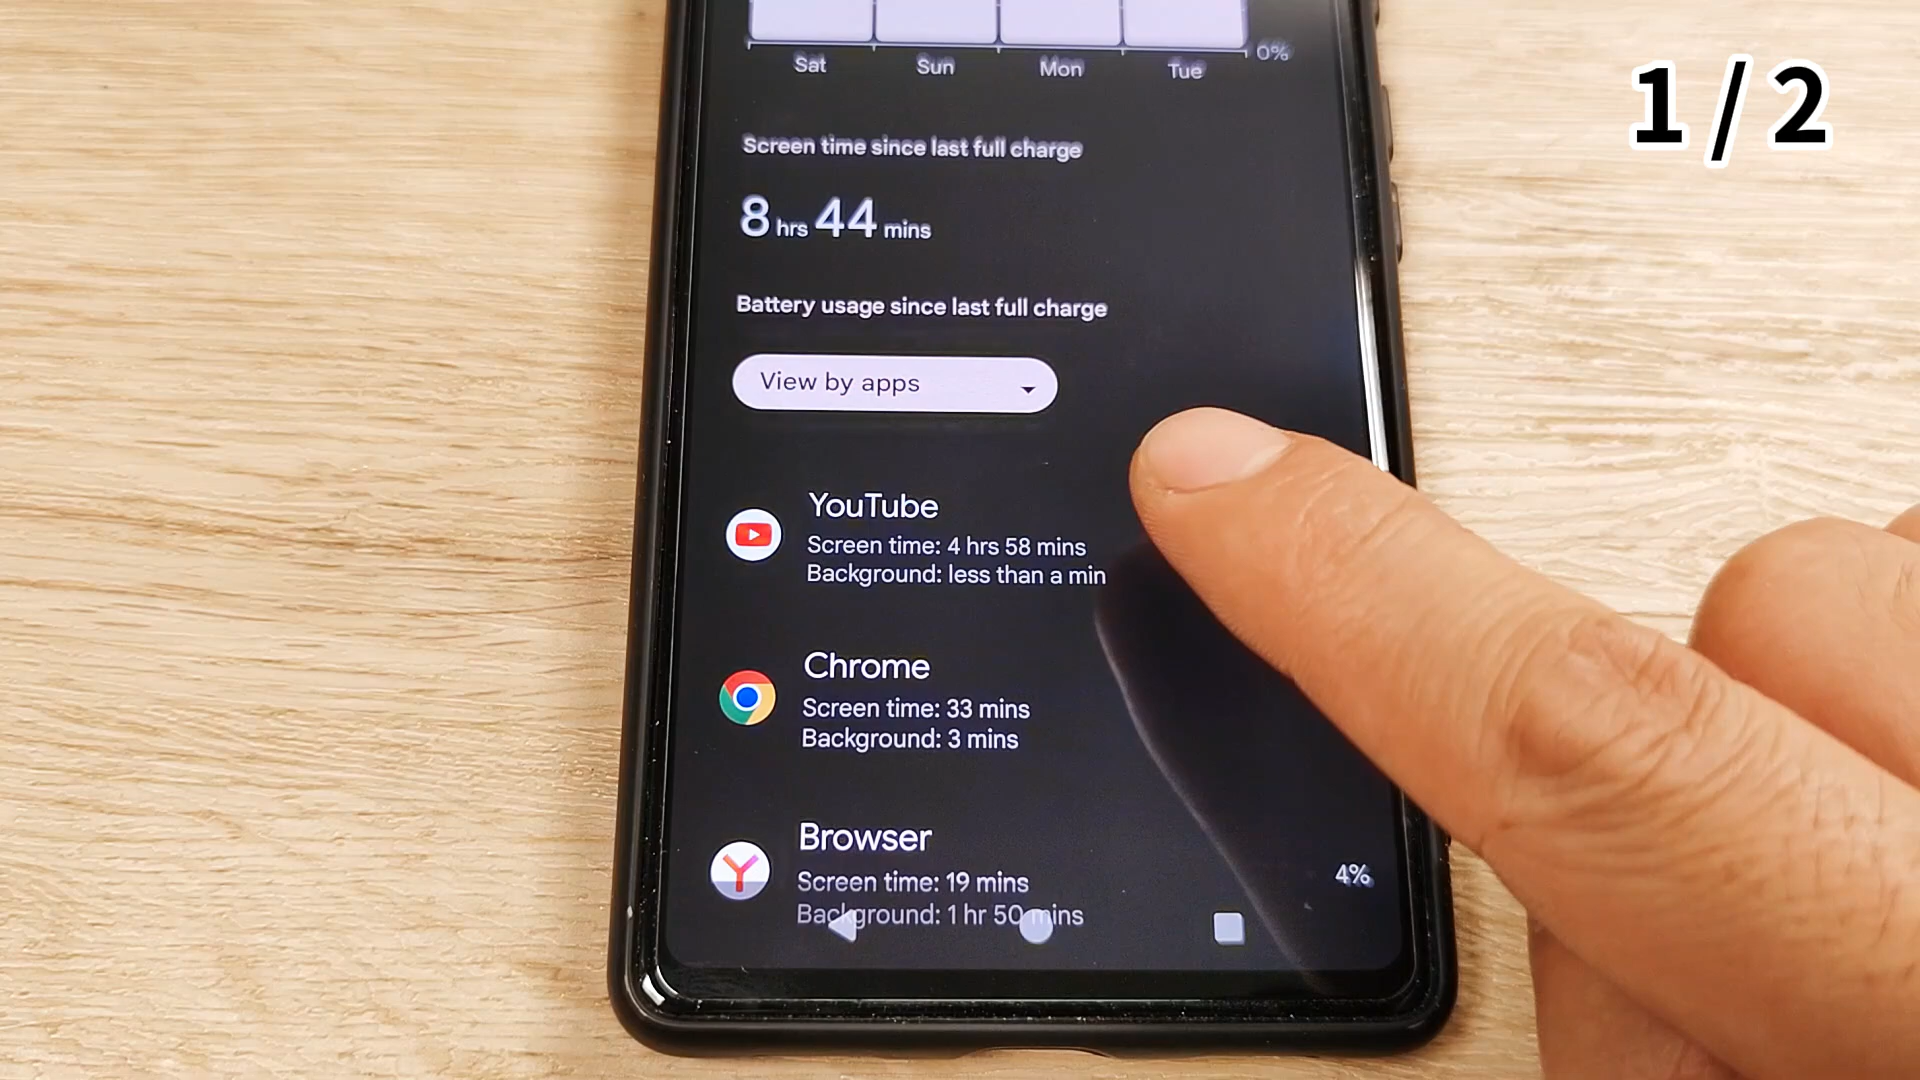 1/2
0%
Sat Sun Mon Tue
Screen time since last full charge
8 hrs 44 mins
Battery usage since last full charge
View by apps
YouTube
Screen time: 4 hrs 58 mins
Background: less than a min
Chrome
Screen time: 33 mins
Background: 3 mins
Browser
Screen time: 19 mins
4%
Background: 1 hr 50 mins